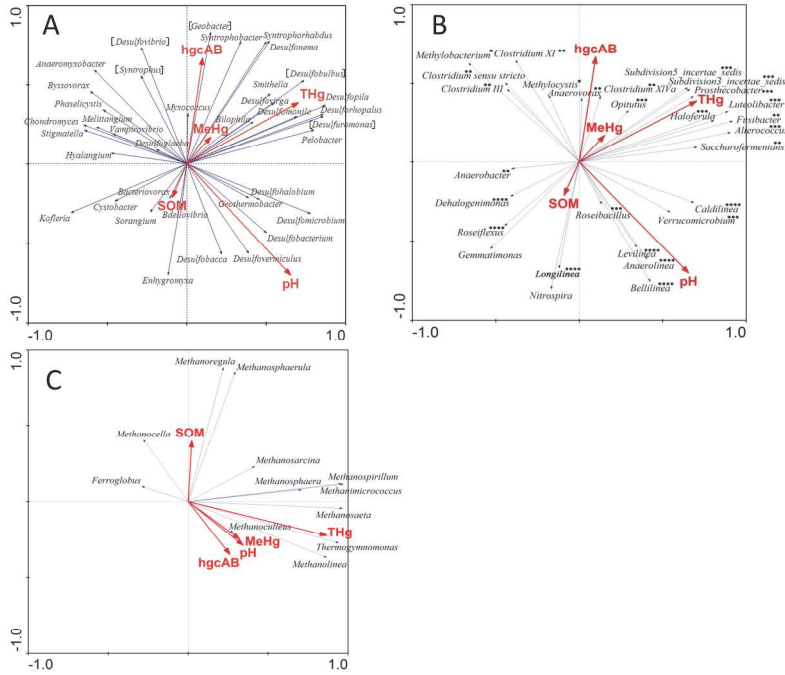 A
1.0
[Geobacter]
Syntrophorhabdus
[Desulfovibrio]
Syntrophobacter
Desulfonema
hgcAB
Anaeromyxobacter
[Syntrophus]
[Desulfobulbus]
Byssovorax
Smithella
THg
Phaselicystis
Desulfovirga
Desulfopila
Myxococcus
Desulfomonile
Desulforhopalus
Chondromyces
Melittangium
Bilophila
[Desulfuromonas]
Stigmatella
Vampirovibrio
MeHg
Pelobacter
Desulfoglaeba
Hyalangium
Bacteriovorax
Desulfohalobium
SOM
Cystobacter
Geothermobacter
Kofleria
Sorangium
Bdellovibrio
Desulfomicrobium
Desulfobacterium
Desulfobacca
Desulfovermiculus
Enhygromyxa
pH
-1.0
-1.0
1.0
B
1.0
hgcAB
Methylobacterium
**
Clostridium XI
**
Clostridium sensu stricto
**
Subdivision5_incertae_sedis
***
Clostridium III
**
Methylocystis
*
Subdivision3_incertae_sedis
***
Anaerovorax
**
Clostridium XIVa
**
Prosthecobacter
***
THg
Opitutus
***
Luteolibacter
***
Haloferula
***
MeHg
Fusibacter
**
Alterococcus
***
Saccharofermentans
**
Anaerobacter
**
SOM
Dehalogenimonas
****
Roseibacillus
***
Caldilinea
****
Verrucomicrobium
***
Roseiflexus
****
Gemmatimonas
Levilinea
****
Anaerolinea
****
Longilinea
****
pH
Bellilinea
****
Nitrospira
-1.0
-1.0
1.0
C
1.0
Methanoregula
Methanosphaerula
SOM
Methanocella
Methanosarcina
Ferroglobus
Methanosphaera
Methanospirillum
Methanimicrococcus
Methanosaeta
Methanoculleus
THg
MeHg
Thermogymnomonas
pH
hgcAB
Methanolinea
-1.0
-1.0
1.0